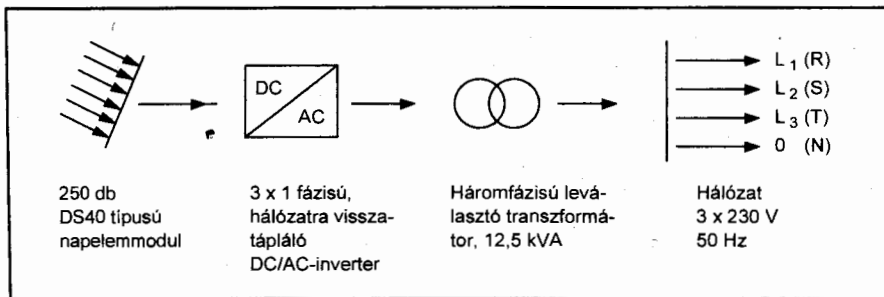 DC
AC
L1 (R)
L2 (S)
L3 (T)
0 (N)
250 db
DS40 típusú
napelemmodul
3 x 1 fázisú,
hálózatra vissza-
tápláló
DC/AC-inverter
Háromfázisú levá-
lasztó transzformá-
tor, 12,5 kVA
Hálózat
3 x 230 V
50 Hz